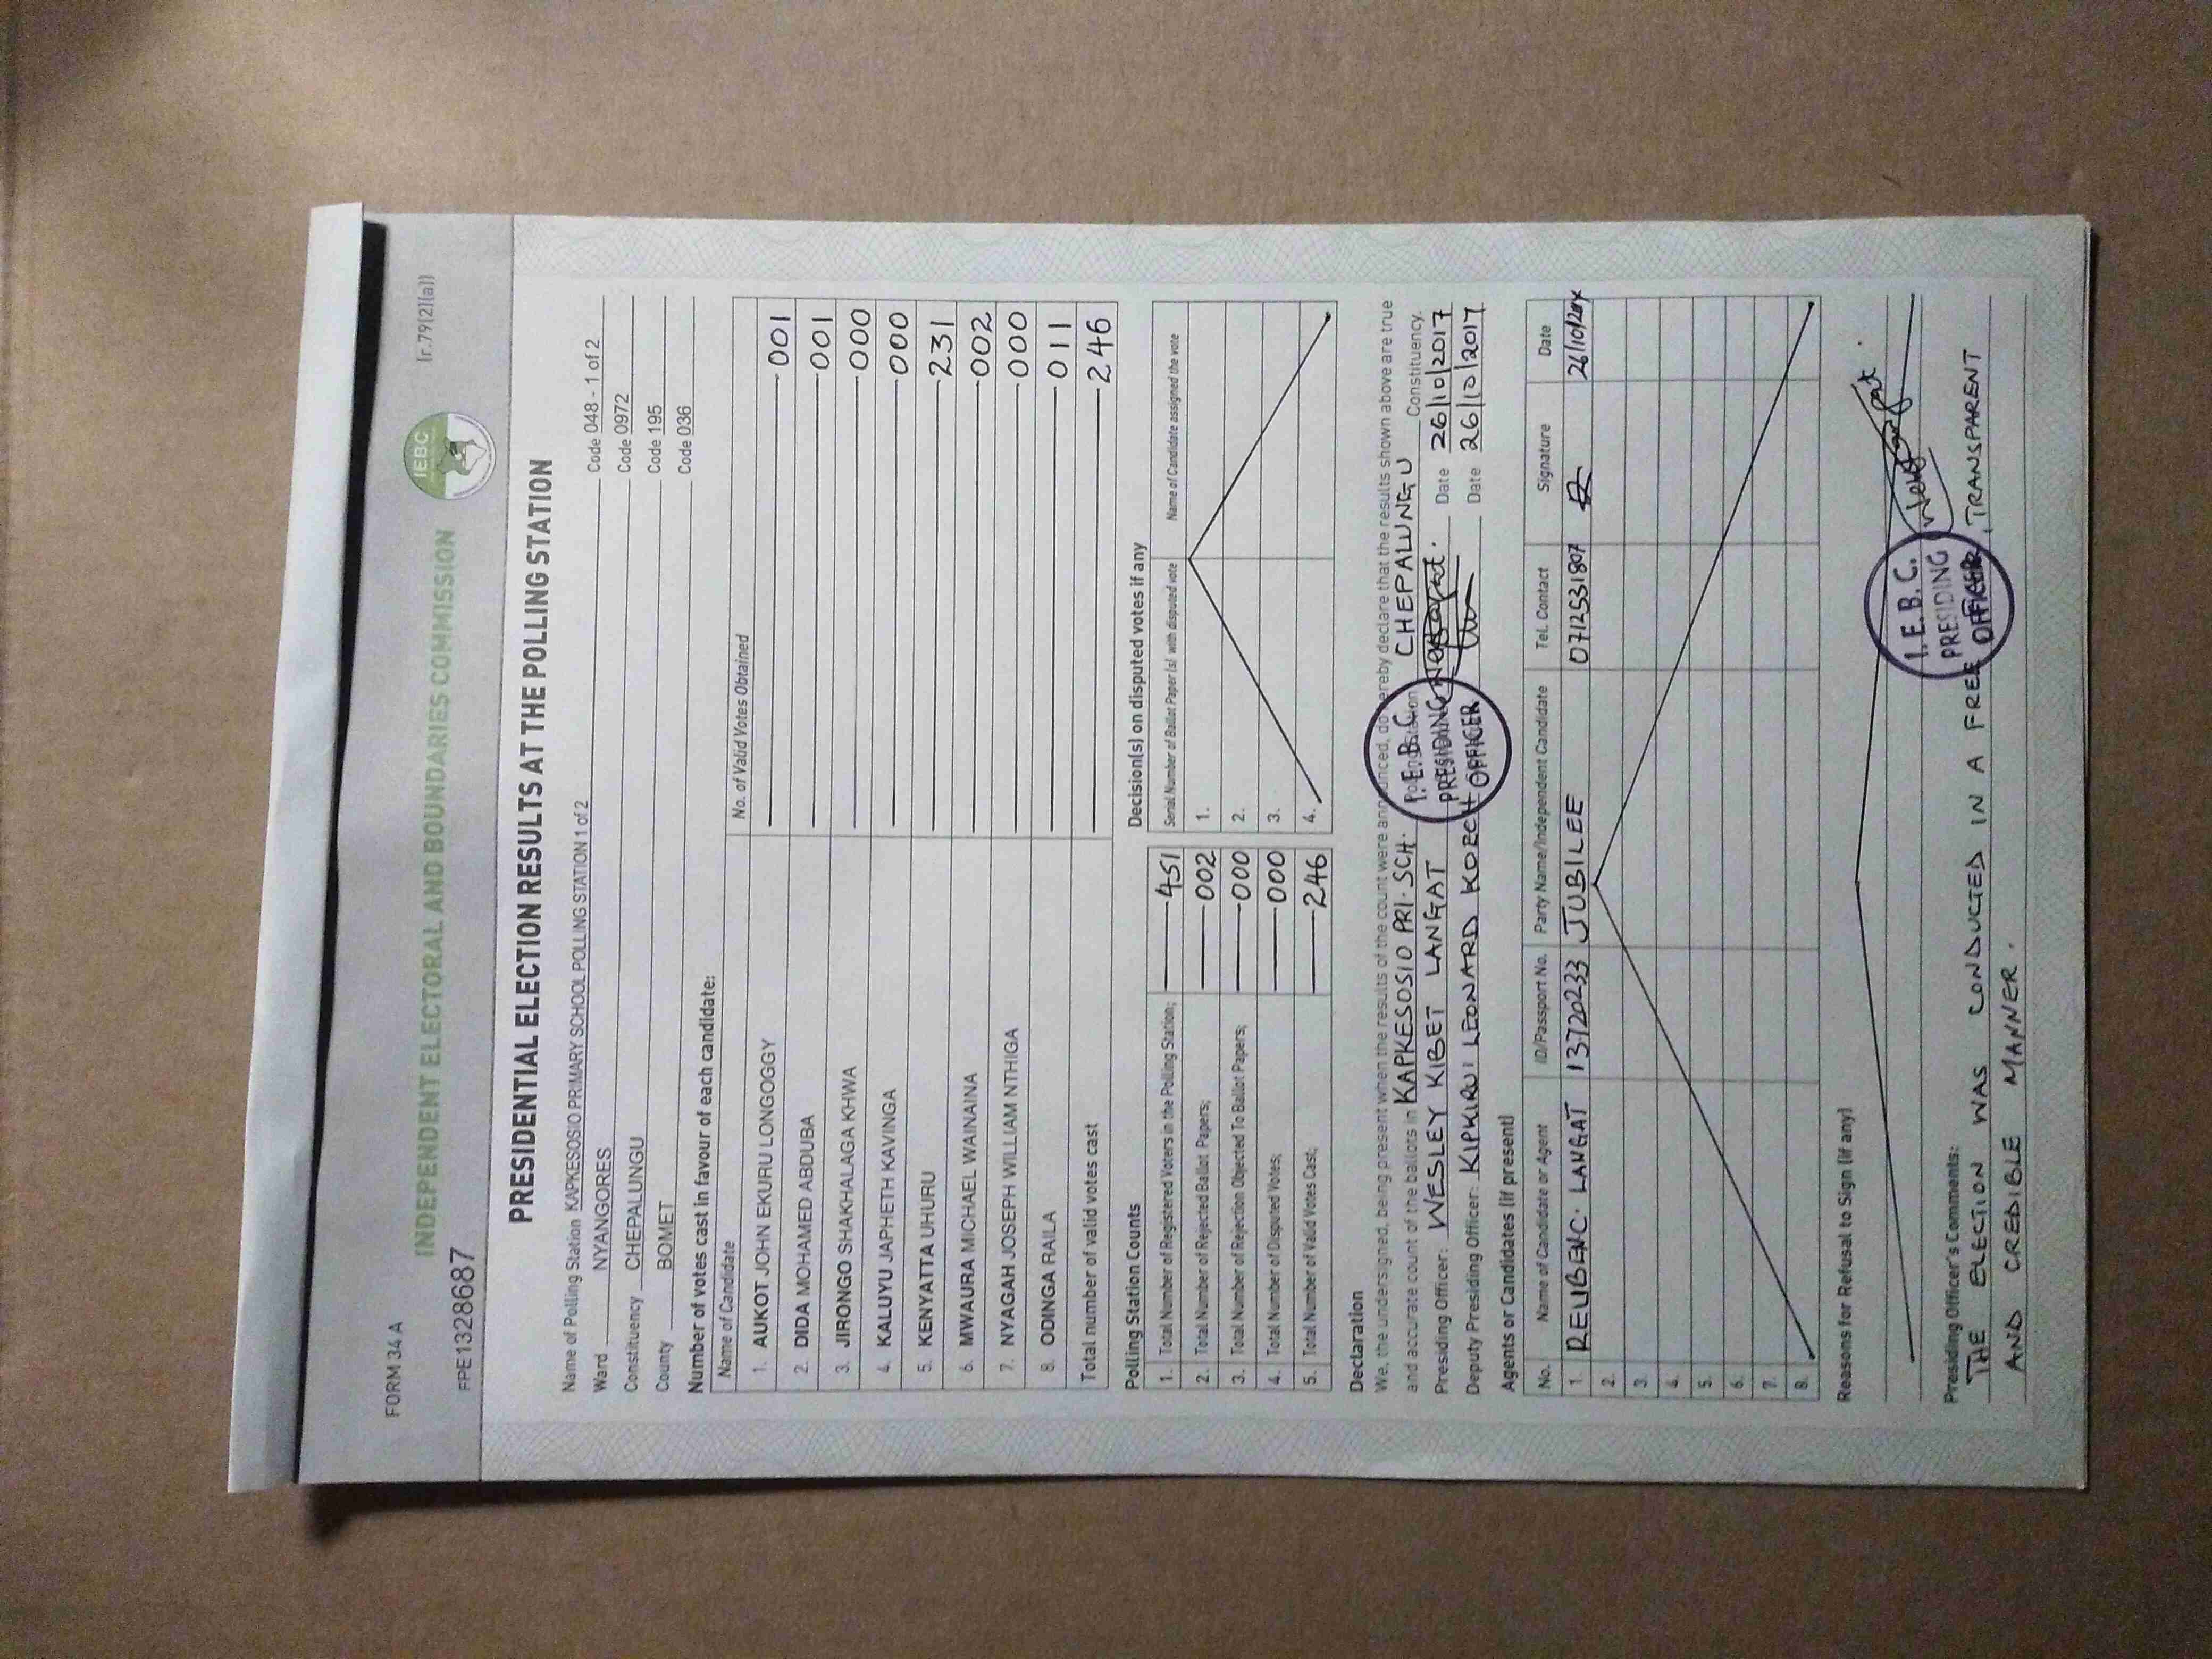 FORM 34 A
INDEPENDENT ELECTORAL AND BOUNDARIES COMMISSION
IEBC
(r.79(2)(a))
FPE1328687
PRESIDENTIAL ELECTION RESULTS AT THE POLLING STATION
Name of Polling Station KAPKESOSIO PRIMARY SCHOOL POLLING STATION 1 of 2 Code 048 - 1 of 2
Ward NYANGORES Code 0972
Constituency CHEPALUNGU Code 195
County BOMET Code 036
Number of votes cast in favour of each candidate:
Name of Candidate No. of Valid Votes Obtained
1. AUKOT JOHN EKURU LONGOGGY 001
2. DIDA MOHAMED ABDUBA 001
3. JIRONGO SHAKHALAGA KHWA 000
4. KALUYU JAPHETH KAVINGA 000
5. KENYATTA UHURU 231
6. MWAURA MICHAEL WAINAINA 002
7. NYAGAH JOSEPH WILLIAM NTHIGA 000
8. ODINGA RAILA 011
Total number of valid votes cast 246
Polling Station Counts
1. Total Number of Registered Voters in the Polling Station; 451
2. Total Number of Rejected Ballot Papers; 002
3. Total Number of Rejection Objected To Ballot Papers; 000
4. Total Number of Disputed Votes; 000
5. Total Number of Valid Votes Cast; 246
Decision(s) on disputed votes if any
Serial Number of Ballot Paper (s) with disputed vote Name of Candidate assigned the vote
1.
2.
3.
4.
Declaration
We, the undersigned, being present when the results of the count were announced, do hereby declare that the results shown above are true
and accurate count of the ballots in KAPKESOSIO PRI. SCH. Polling Station CHEPALUNGU Constituency.
Presiding Officer: WESLEY KIBET LANGAT Date 26/10/2017
Deputy Presiding Officer: KIPKIRUI LEONARD KOECH Date 26/10/2017
I.E.B.C.
PRESIDING
OFFICER
Agents or Candidates (if present)
No. Name of Candidate or Agent ID/Passport No. Party Name/Independent Candidate Tel. Contact Signature Date
1. REUBEN C. LANGAT 13720233 JUBILEE 0712531807
2.
3.
4.
5.
6.
7.
8.
Reasons for Refusal to Sign (if any)
I.E.B.C.
PRESIDING
OFFICER
Presiding Officer's Comments:
THE ELECTION WAS CONDUCTED IN A FREE, TRANSPARENT
AND CREDIBLE MANNER.